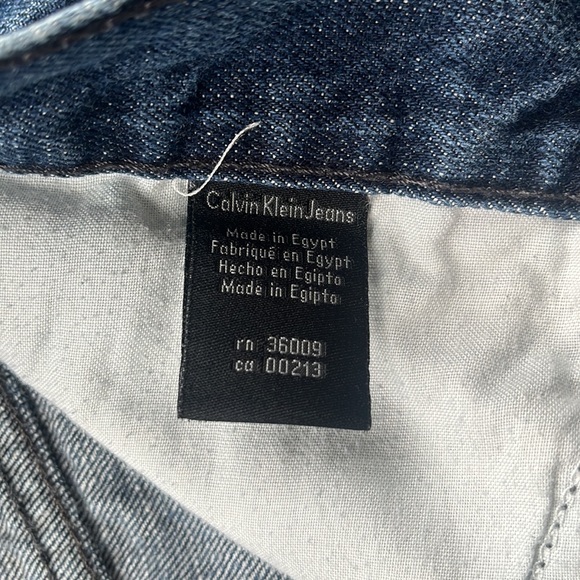 Calvin Klein Jeans
Made in Egypt
Fabriqué en Egypt
Hecho en Egipto
Made in Egipto
rn 36009
ca 00213